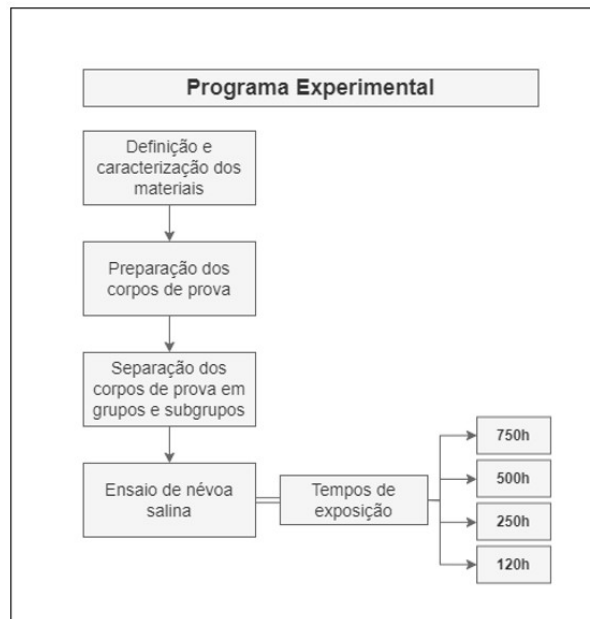 Programa Experimental
Definição e
caracterização dos
materiais
Preparação dos
corpos de prova
Separação dos
corpos de prova em
grupos e subgrupos
Ensaio de névoa
salina
Tempos de
exposição
750h
500h
250h
120h